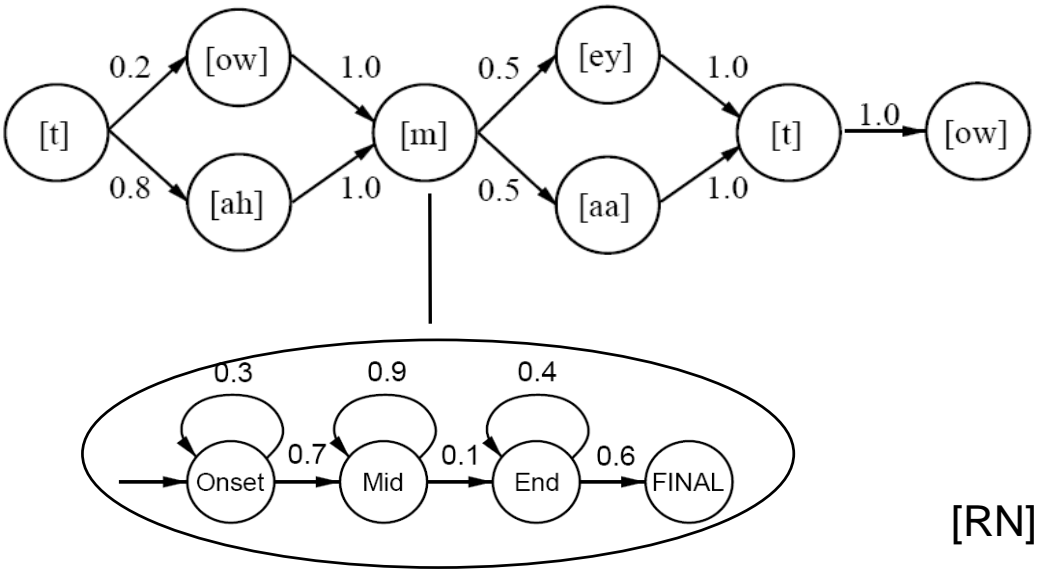 [ow] [ey]
0.2 1.0 0.5 1.0
[t] [m] [t] 1.0 [ow]
0.8 1.0 0.5 1.0
[ah] [aa]
0.3 0.9 0.4
0.7 0.1 0.6
Onset Mid End FINAL
[RN]